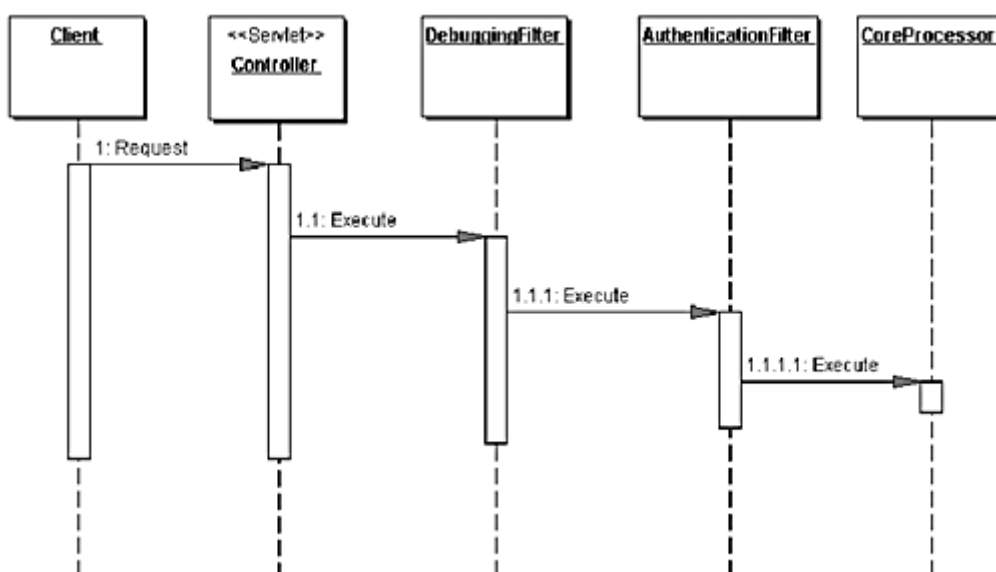 Client
<<Servlet>>
Controller
DebuggingFilter
AuthenticationFilter
CoreProcessor
1: Request
1.1: Execute
1.1.1: Execute
1.1.1.1: Execute